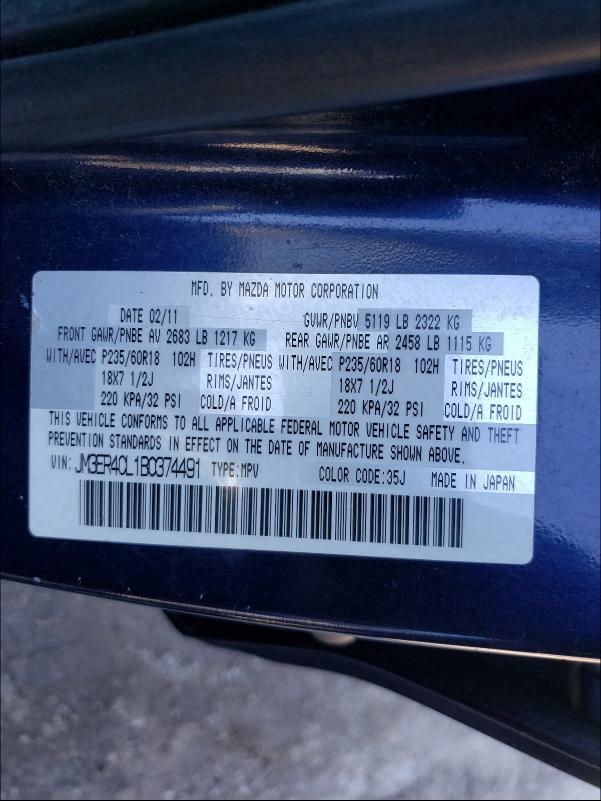 MFD. BY MAZDA MOTOR CORPORATION
DATE 02/11 GVWR/PNBV 5119 LB 2322 KG
FRONT GAWR/PNBE AV 2683 LB 1217 KG REAR GAWR/PNBE AR 2458 LB 1115 KG
WITH/AVEC P235/60R18 102H TIRES/PNEUS WITH/AVEC P235/60R18 102H TIRES/PNEUS
18X7 1/2J RIMS/JANTES 18X7 1/2J RIMS/JANTES
220 KPA/32 PSI COLD/A FROID 220 KPA/32 PSI COLD/A FROID
THIS VEHICLE CONFORMS TO ALL APPLICABLE FEDERAL MOTOR VEHICLE SAFETY AND THEFT
PREVENTION STANDARDS IN EFFECT ON THE DATE OF MANUFACTURE SHOWN ABOVE.
VIN: JM3ER4CL1B0374491 TYPE:MPV COLOR CODE:35J MADE IN JAPAN